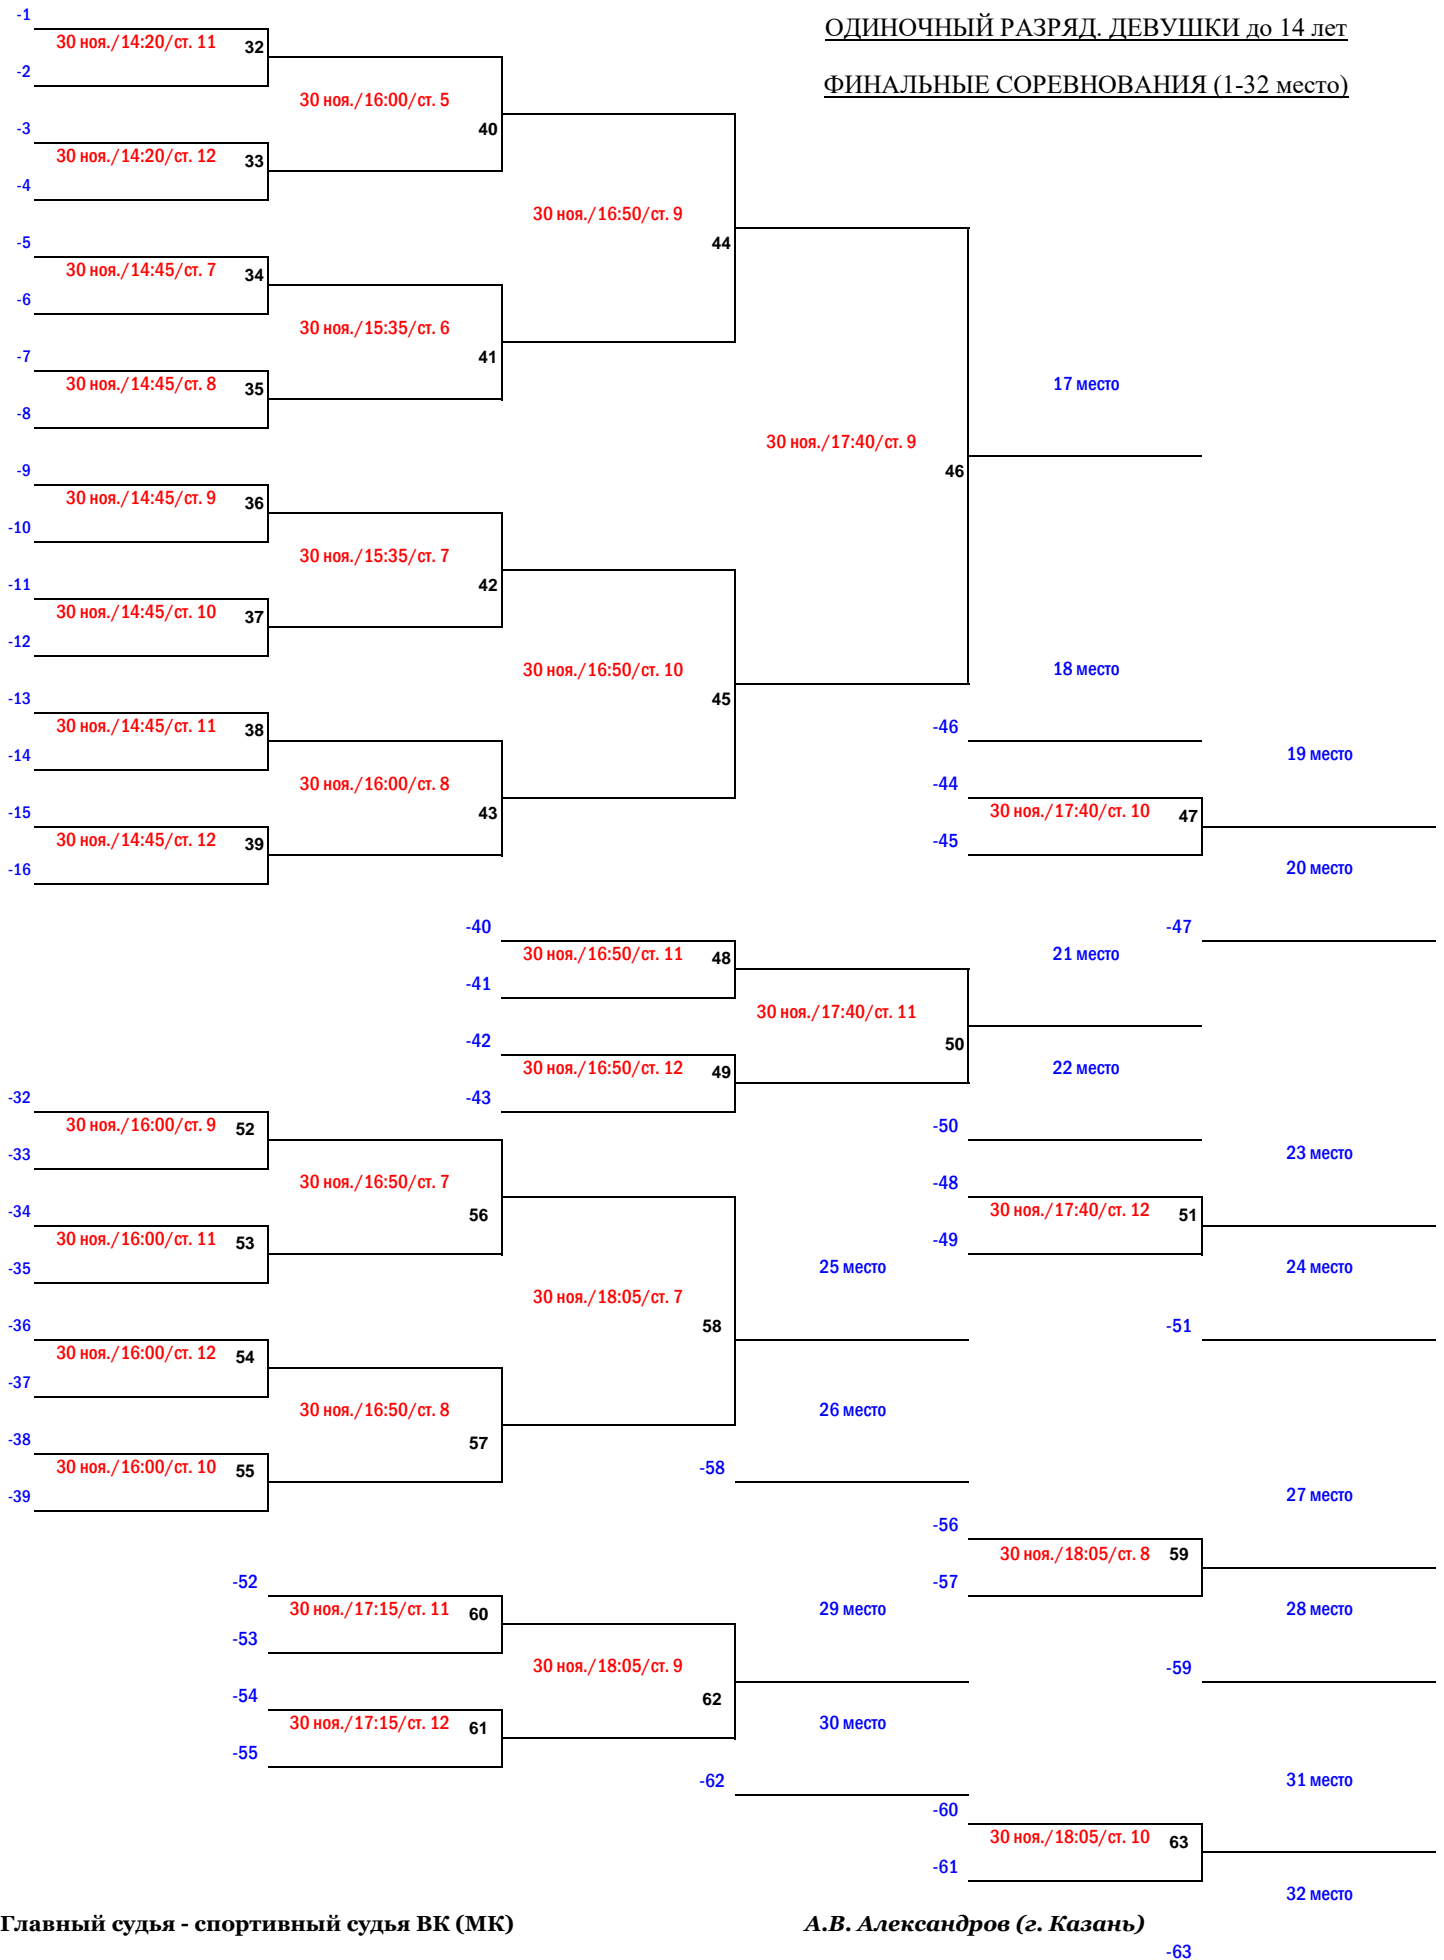 -1
ОДИНОЧНЫЙ РАЗРЯД. ДЕВУШКИ до 14 лет
30 ноя./14:20/ст. 11 32
-2
ФИНАЛЬНЫЕ СОРЕВНОВАНИЯ (1-32 место)
30 ноя./16:00/ст. 5
40
-3
30 ноя./14:20/ст. 12 33
-4
30 ноя./16:50/ст. 9
44
-5
30 ноя./14:45/ст. 7 34
-6
30 ноя./15:35/ст. 6
41
-7
30 ноя./14:45/ст. 8 35
17 место
-8
30 ноя./17:40/ст. 9
46
-9
30 ноя./14:45/ст. 9 36
-10
30 ноя./15:35/ст. 7
42
-11
30 ноя./14:45/ст. 10 37
-12
30 ноя./16:50/ст. 10
45
18 место
-13
30 ноя./14:45/ст. 11 38
-46
-14
19 место
30 ноя./16:00/ст. 8
43
-44
-15
30 ноя./17:40/ст. 10 47
30 ноя./14:45/ст. 12 39
-45
-16
20 место
-40
-47
30 ноя./16:50/ст. 11 48
21 место
-41
30 ноя./17:40/ст. 11
50
-42
30 ноя./16:50/ст. 12 49
22 место
-32
-43
30 ноя./16:00/ст. 9 52
-50
-33
23 место
30 ноя./16:50/ст. 7
56
-48
-34
30 ноя./17:40/ст. 12 51
30 ноя./16:00/ст. 11 53
-49
-35
25 место
24 место
30 ноя./18:05/ст. 7
58
-36
-51
30 ноя./16:00/ст. 12 54
-37
30 ноя./16:50/ст. 8
57
26 место
-38
30 ноя./16:00/ст. 10 55
-58
-39
27 место
-56
30 ноя./18:05/ст. 8 59
-52
-57
30 ноя./17:15/ст. 11 60
29 место
28 место
-53
30 ноя./18:05/ст. 9
62
-59
-54
30 ноя./17:15/ст. 12 61
30 место
-55
-62
31 место
-60
30 ноя./18:05/ст. 10 63
-61
32 место
Главный судья - спортивный судья ВК (МК) А.В. Александров (г. Казань)
-63